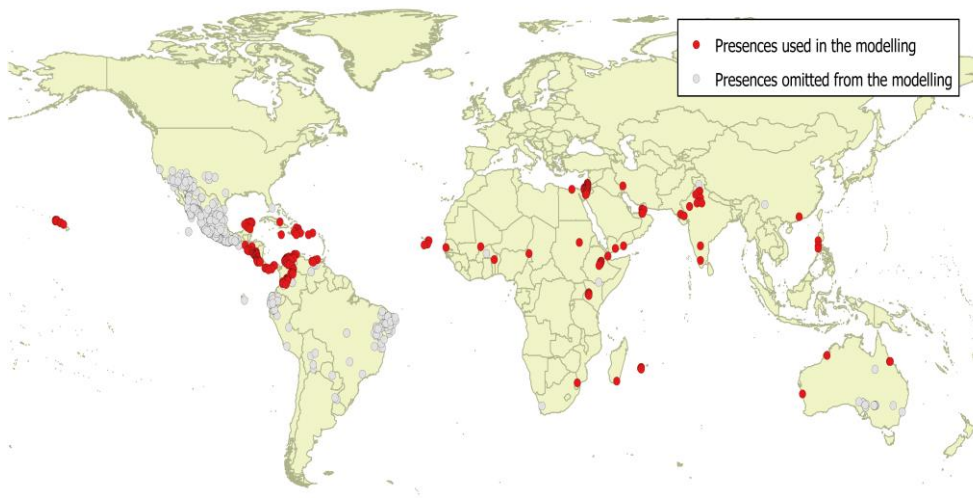 Presences used in the modelling
Presences omitted from the modelling